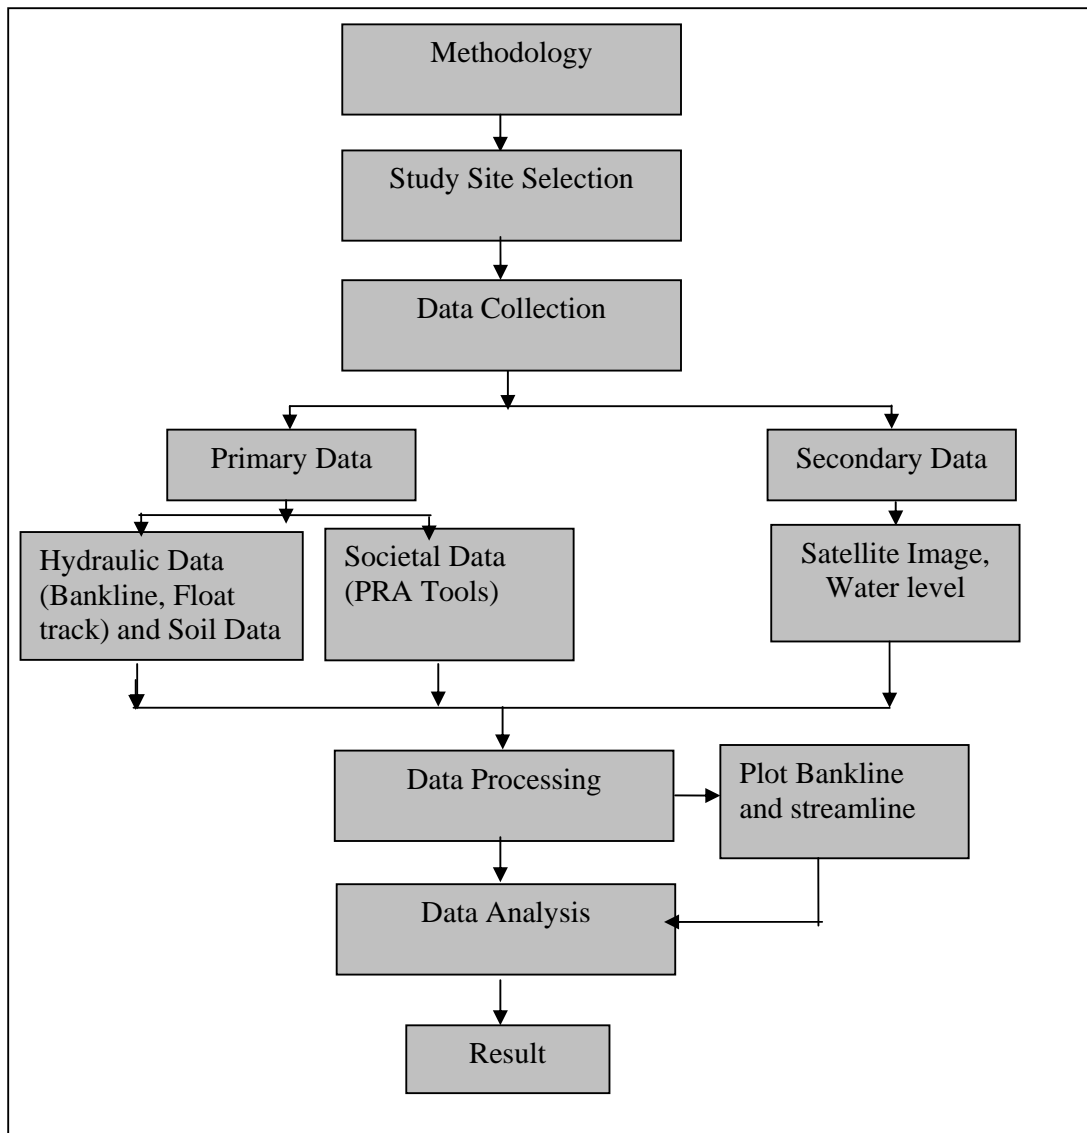 Methodology
Study Site Selection
Data Collection
Primary Data
Secondary Data
Hydraulic Data
(Bankline, Float
track) and Soil Data
Societal Data
(PRA Tools)
Satellite Image,
Water level
Data Processing
Plot Bankline
and streamline
Data Analysis
Result